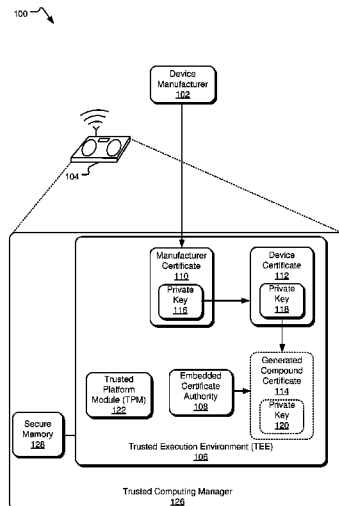 100
Device
Manufacturer
102
104
Manufacturer
Certificate
110
Private
Key
116
Device
Certificate
112
Private
Key
118
Trusted
Platform
Module (TPM)
122
Embedded
Certificate
Authority
108
Generated
Compound
Certificate
114
Private
Key
120
Secure
Memory
128
Trusted Execution Environment (TEE)
106
Trusted Computing Manager
126